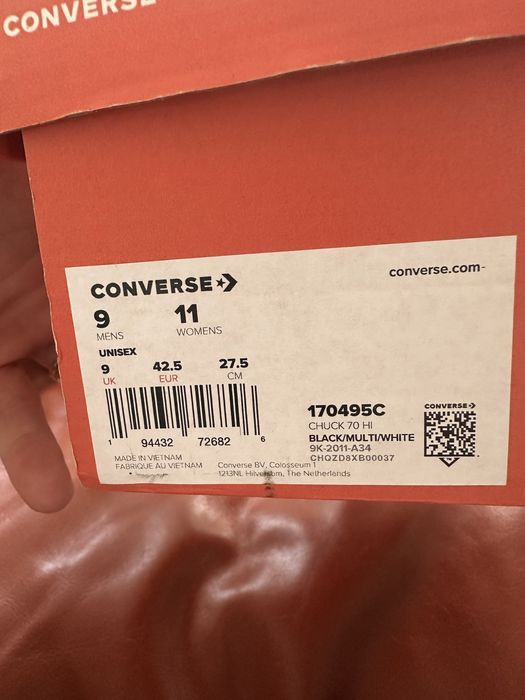 CONVERSE
CONVERSE
converse.com
9 11
MENS WOMENS
UNISEX
9 42.5 27.5
UK EUR CM
1 94432 72682 6
170495C
CHUCK 70 HI
BLACK/MULTI/WHITE
9K-2011-A34
CHQZD8XB00037
CONVERSE
MADE IN VIETNAM
FABRIQUE AU VIETNAM
Converse BV, Colosseum 1
1213NL Hilversum, The Netherlands